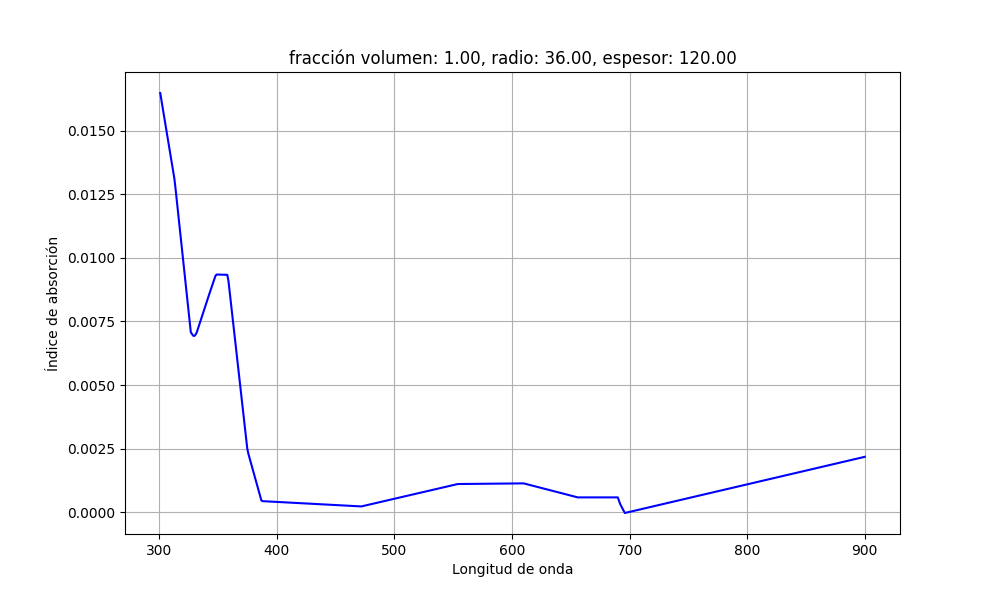 fracción volumen: 1.00, radio: 36.00, espesor: 120.00
Índice de absorción
0.0150
0.0125
0.0100
0.0075
0.0050
0.0025
0.0000
300 400 500 600 700 800 900
Longitud de onda